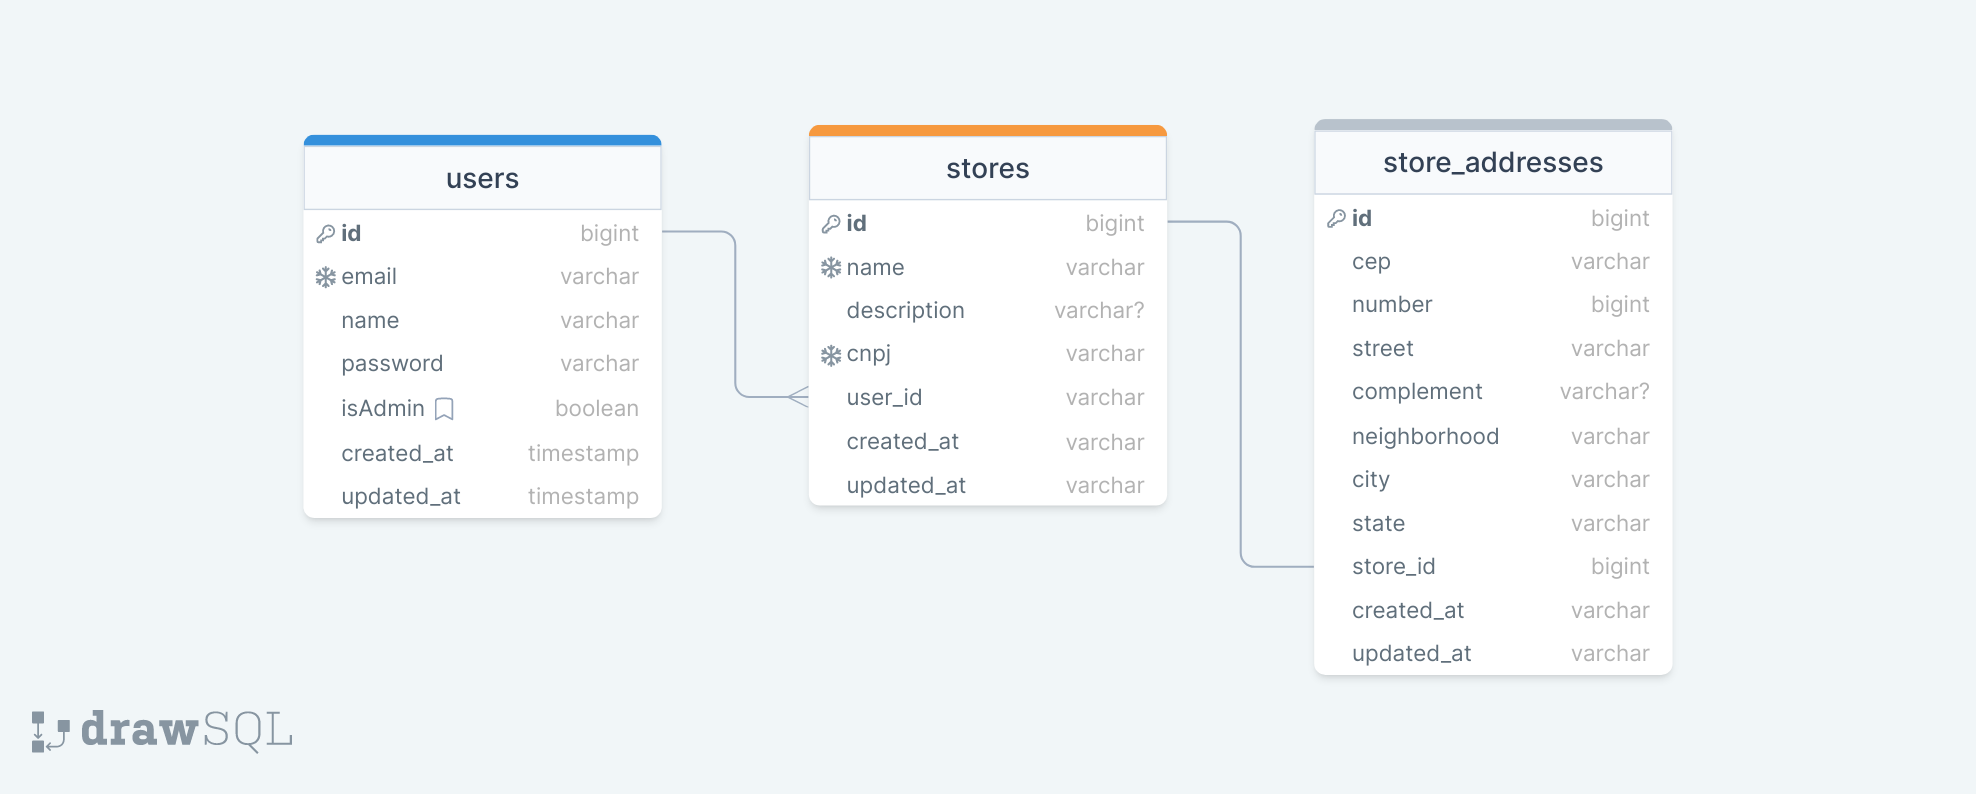 users
id bigint
email varchar
name varchar
password varchar
isAdmin boolean
created_at timestamp
updated_at timestamp
stores
id bigint
name varchar
description varchar?
cnpj varchar
user_id varchar
created_at varchar
updated_at varchar
store_addresses
id bigint
cep varchar
number bigint
street varchar
complement varchar?
neighborhood varchar
city varchar
state varchar
store_id bigint
created_at varchar
updated_at varchar
drawSQL